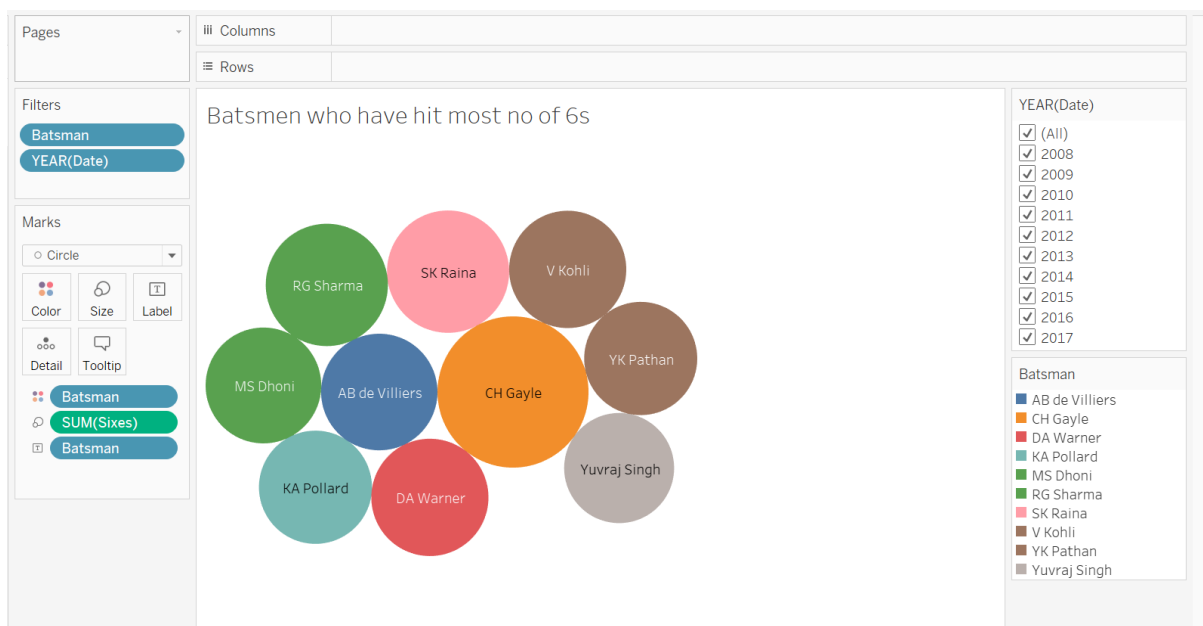 Pages
Columns
Rows
Filters
Batsman
YEAR(Date)
Marks
Circle
Color
Size
T
Label
Detail
Tooltip
Batsman
SUM(Sixes)
T
Batsman
Batsmen who have hit most no of 6s
SK Raina
V Kohli
RG Sharma
YK Pathan
MS Dhoni
AB de Villiers
CH Gayle
Yuvraj Singh
KA Pollard
DA Warner
YEAR(Date)
(All)
2008
2009
2010
2011
2012
2013
2014
2015
2016
2017
Batsman
AB de Villiers
CH Gayle
DA Warner
KA Pollard
MS Dhoni
RG Sharma
SK Raina
V Kohli
YK Pathan
Yuvraj Singh